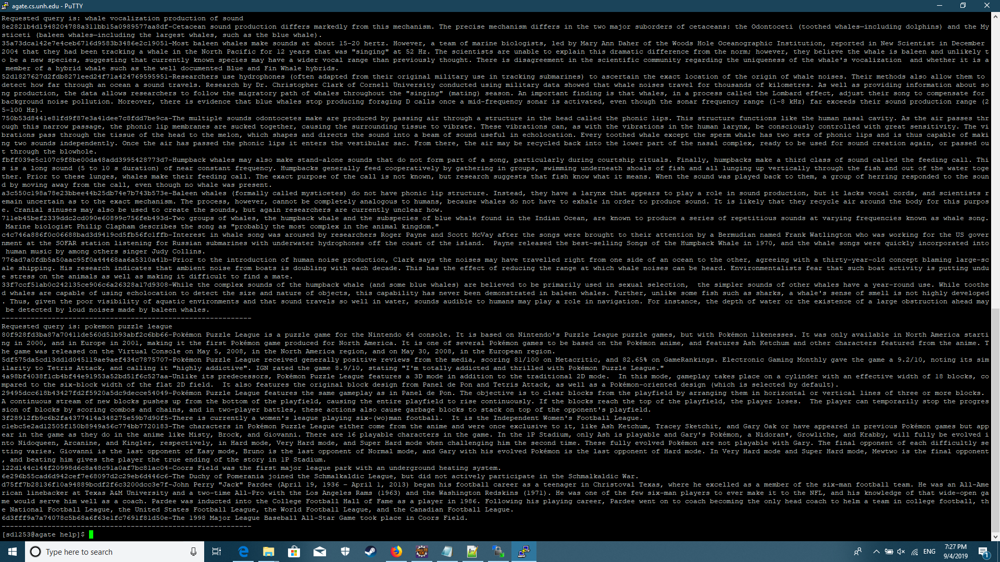 agate.cs.unh.edu - PuTTY
Requested query is: whale vocalization production of sound
8e2821b4d1948204788a311bb15a0989577aa8df-Cetacean sound production differs markedly from this mechanism. The precise mechanism differs in the two major suborders of cetaceans: the Odontoceti (toothed whales—including dolphins) and the My
sticeti (baleen whales—including the largest whales, such as the blue whale).
35a73dca142e7e4ceb6716d9583b3486e2c19051-Most baleen whales make sounds at about 15–20 hertz. However, a team of marine biologists, led by Mary Ann Daher of the Woods Hole Oceanographic Institution, reported in New Scientist in December
2004 that they had been tracking a whale in the North Pacific for 12 years that was "singing" at 52 Hz. The scientists are unable to explain this dramatic difference from the norm; however, they believe the whale is baleen and unlikely t
o be a new species, suggesting that currently known species may have a wider vocal range than previously thought. There is disagreement in the scientific community regarding the uniqueness of the whale's vocalization  and whether it is a
 member of a hybrid whale such as the well documented Blue and Fin Whale hybrids.
52d1827627d2fdb8271eed24f71a424769595951-Researchers use hydrophones (often adapted from their original military use in tracking submarines) to ascertain the exact location of the origin of whale noises. Their methods also allow them to
detect how far through an ocean a sound travels. Research by Dr. Christopher Clark of Cornell University conducted using military data showed that whale noises travel for thousands of kilometres. As well as providing information about so
ng production, the data allows researchers to follow the migratory path of whales throughout the "singing" (mating) season. An important finding is that whales, in a process called the Lombard effect, adjust their song to compensate for
background noise pollution. Moreover, there is evidence that blue whales stop producing foraging D calls once a mid-frequency sonar is activated, even though the sonar frequency range (1–8 kHz) far exceeds their sound production range (2
5–100 Hz).
750b53d8441e81fd9f87e3a41dee7c8fdd7be9ca-The multiple sounds odontocetes make are produced by passing air through a structure in the head called the phonic lips. This structure functions like the human nasal cavity. As the air passes thr
ough this narrow passage, the phonic lip membranes are sucked together, causing the surrounding tissue to vibrate. These vibrations can, as with the vibrations in the human larynx, be consciously controlled with great sensitivity. The vi
brations pass through the tissue of the head to the melon, which shapes and directs the sound into a beam of sound useful in echolocation. Every toothed whale except the sperm whale has two sets of phonic lips and is thus capable of maki
ng two sounds independently. Once the air has passed the phonic lips it enters the vestibular sac. From there, the air may be recycled back into the lower part of the nasal complex, ready to be used for sound creation again, or passed ou
t through the blowhole.
fbff039e5c107c9f8be00da48add3995428773d7-Humpback whales may also make stand-alone sounds that do not form part of a song, particularly during courtship rituals. Finally, humpbacks make a third class of sound called the feeding call. Thi
s is a long sound (5 to 10 s duration) of near constant frequency. Humpbacks generally feed cooperatively by gathering in groups, swimming underneath shoals of fish and all lunging up vertically through the fish and out of the water toge
ther. Prior to these lunges, whales make their feeding call. The exact purpose of the call is not known, but research suggests that fish know what it means. When the sound was played back to them, a group of herring responded to the soun
d by moving away from the call, even though no whale was present.
a3c550c198a78e23bbee44b25db74e7b743b573e-Baleen whales (formally called mysticetes) do not have phonic lip structure. Instead, they have a larynx that appears to play a role in sound production, but it lacks vocal cords, and scientists r
emain uncertain as to the exact mechanism. The process, however, cannot be completely analogous to humans, because whales do not have to exhale in order to produce sound. It is likely that they recycle air around the body for this purpos
e. Cranial sinuses may also be used to create the sounds, but again researchers are currently unclear how.
711eb45bef2339ddc2cd090e60899c756feb493d-Two groups of whales, the humpback whale and the subspecies of blue whale found in the Indian Ocean, are known to produce a series of repetitious sounds at varying frequencies known as whale song.
 Marine biologist Philip Clapham describes the song as "probably the most complex in the animal kingdom."
c4c746a886f0c06688bad3d9419cd5fb56fc1ffb-Interest in whale song was aroused by researchers Roger Payne and Scott McVay after the songs were brought to their attention by a Bermudian named Frank Watlington who was working for the US gover
nment at the SOFAR station listening for Russian submarines with underwater hydrophones off the coast of the island.  Payne released the best-selling Songs of the Humpback Whale in 1970, and the whale songs were quickly incorporated into
 human music by among others singer Judy Collins.
776ad7a0fdb5a50aac95f0a44468aa6a5310a41b-Prior to the introduction of human noise production, Clark says the noises may have travelled right from one side of an ocean to the other, agreeing with a thirty-year-old concept blaming large-sc
ale shipping. His research indicates that ambient noise from boats is doubling with each decade. This has the effect of reducing the range at which whale noises can be heard. Environmentalists fear that such boat activity is putting undu
e stress on the animals as well as making it difficult to find a mate.
33f7ccf51ab0c242135ce906c6a26328a17d9308-While the complex sounds of the humpback whale (and some blue whales) are believed to be primarily used in sexual selection,  the simpler sounds of other whales have a year-round use. While toothe
d whales are capable of using echolocation to detect the size and nature of objects, this capability has never been demonstrated in baleen whales. Further, unlike some fish such as sharks, a whale's sense of smell is not highly developed
. Thus, given the poor visibility of aquatic environments and that sound travels so well in water, sounds audible to humans may play a role in navigation. For instance, the depth of water or the existence of a large obstruction ahead may
 be detected by loud noises made by baleen whales.
------------------------------------------------------------
Requested query is: pokemon puzzle league
80f928fd3ba87a70411de560d51b93abf2c6bb66-Pokémon Puzzle League is a puzzle game for the Nintendo 64 console. It is based on Nintendo's Puzzle League puzzle games, but with Pokémon likenesses. It was only available in North America starti
ng in 2000, and in Europe in 2001, making it the first Pokémon game produced for North America. It is one of several Pokémon games to be based on the Pokémon anime, and features Ash Ketchum and other characters featured from the anime. T
he game was released on the Virtual Console on May 5, 2008, in the North America region, and on May 30, 2008, in the European region.
5df575da5cd13dd1d045119ae9aef434c7875707-Pokémon Puzzle League received generally positive reviews from the media, scoring 81/100 on Metacritic, and 82.65% on GameRankings. Electronic Gaming Monthly gave the game a 9.2/10, noting its sim
ilarity to Tetris Attack, and calling it "highly addictive". IGN rated the game 8.9/10, stating "I'm totally addicted and thrilled with Pokémon Puzzle League."
4a98bf4038f1cb4bf44e91953a52bd51f6c527aa-Unlike its predecessors, Pokémon Puzzle League features a 3D mode in addition to the traditional 2D mode.  In this mode, gameplay takes place on a cylinder with an effective width of 18 blocks, co
mpared to the six-block width of the flat 2D field.  It also features the original block design from Panel de Pon and Tetris Attack, as well as a Pokémon-oriented design (which is selected by default).
29495dcc618b43427fd2f5920a5dc9decce54049-Pokémon Puzzle League features the same gameplay as in Panel de Pon. The objective is to clear blocks from the playfield by arranging them in horizontal or vertical lines of three or more blocks.
A continuous stream of new blocks pushes up from the bottom of the playfield, causing the entire playfield to rise continuously. If the blocks reach the top of the playfield, the player loses.  The player can temporarily stop the progres
sion of blocks by scoring combos and chains, and in two-player battles, these actions also cause garbage blocks to stack on top of the opponent's playfield.
3f28912fb9c6b2fa4377414a348275e59b7d90f5-There is currently a women's league playing six-(wo)man football.  It is the Independent Women's Football League.
c1ebc5e2ad12505f150b8949a56c774bb7720183-The characters in Pokémon Puzzle League either come from the anime and were once exclusive to it, like Ash Ketchum, Tracey Sketchit, and Gary Oak or have appeared in previous Pokémon games but app
ear in the game as they do in the anime like Misty, Brock, and Giovanni. There are 16 playable characters in the game. In the 1P Stadium, only Ash is playable and Gary's Pokémon, a Nidoran♀, Growlithe, and Krabby, will fully be evolved i
nto Nidoqueen, Arcanine, and Kingler, respectively, in Hard mode, Very Hard mode, and Super Hard mode when challenging him the second time. These fully evolved Pokémon are not playable with Gary. The final opponent of each difficultly se
tting varies. Giovanni is the last opponent of Easy mode, Bruno is the last opponent of Normal mode, and Gary with his evolved Pokémon is the last opponent of Hard mode. In Very Hard mode and Super Hard mode, Mewtwo is the final opponent
, and beating him gives the player the true ending of the story in 1P Stadium.
122d144c144f20998d6c8a48c91a0af7bc81ac04-Coors Field was the first major league park with an underground heating system.
6e296b55cad6d942cef7e68097d2c29eb6d446c6-The Duchy of Pomerania joined the Schmalkaldic League, but did not actively participate in the Schmalkaldic War.
d75ff7b28136f10a94889bcdf2f6c3200dcc3e7f-John Perry "Jack" Pardee (April 19, 1936 – April 1, 2013) began his football career as a teenager in Christoval Texas, where he excelled as a member of the six-man football team. He was an All-Ame
rican linebacker at Texas A&M University and a two-time All-Pro with the Los Angeles Rams (1963) and the Washington Redskins (1971). He was one of the few six-man players to ever make it to the NFL, and his knowledge of that wide-open ga
me would serve him well as a coach. Pardee was inducted into the College Football Hall of Fame as a player in 1986. Following his playing career, Pardee went on to coach becoming the only head coach to helm a team in college football, th
e National Football League, the United States Football League, the World Football League, and the Canadian Football League.
6d3fff9a7a74078c5b68a6f63e1fc7691f81d50e-The 1998 Major League Baseball All-Star Game took place in Coors Field.
------------------------------------------------------------
[sdl253@agate help]$
Type here to search
ENG
7:27 PM
9/4/2019
1